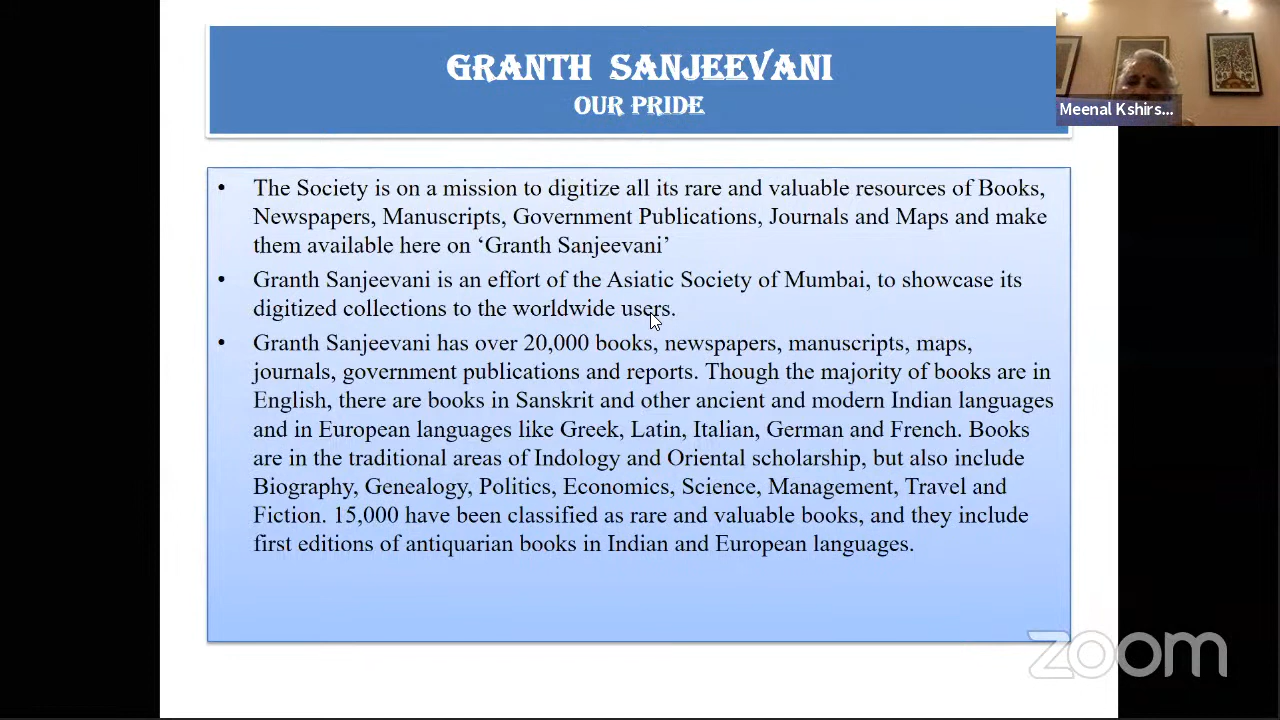 GRANTH SANJEEVANI
OUR PRIDE
Meenal Kshirs...
• The Society is on a mission to digitize all its rare and valuable resources of Books,
Newspapers, Manuscripts, Government Publications, Journals and Maps and make
them available here on ‘Granth Sanjeevani’
• Granth Sanjeevani is an effort of the Asiatic Society of Mumbai, to showcase its
digitized collections to the worldwide users.
• Granth Sanjeevani has over 20,000 books, newspapers, manuscripts, maps,
journals, government publications and reports. Though the majority of books are in
English, there are books in Sanskrit and other ancient and modern Indian languages
and in European languages like Greek, Latin, Italian, German and French. Books
are in the traditional areas of Indology and Oriental scholarship, but also include
Biography, Genealogy, Politics, Economics, Science, Management, Travel and
Fiction. 15,000 have been classified as rare and valuable books, and they include
first editions of antiquarian books in Indian and European languages.
zoom